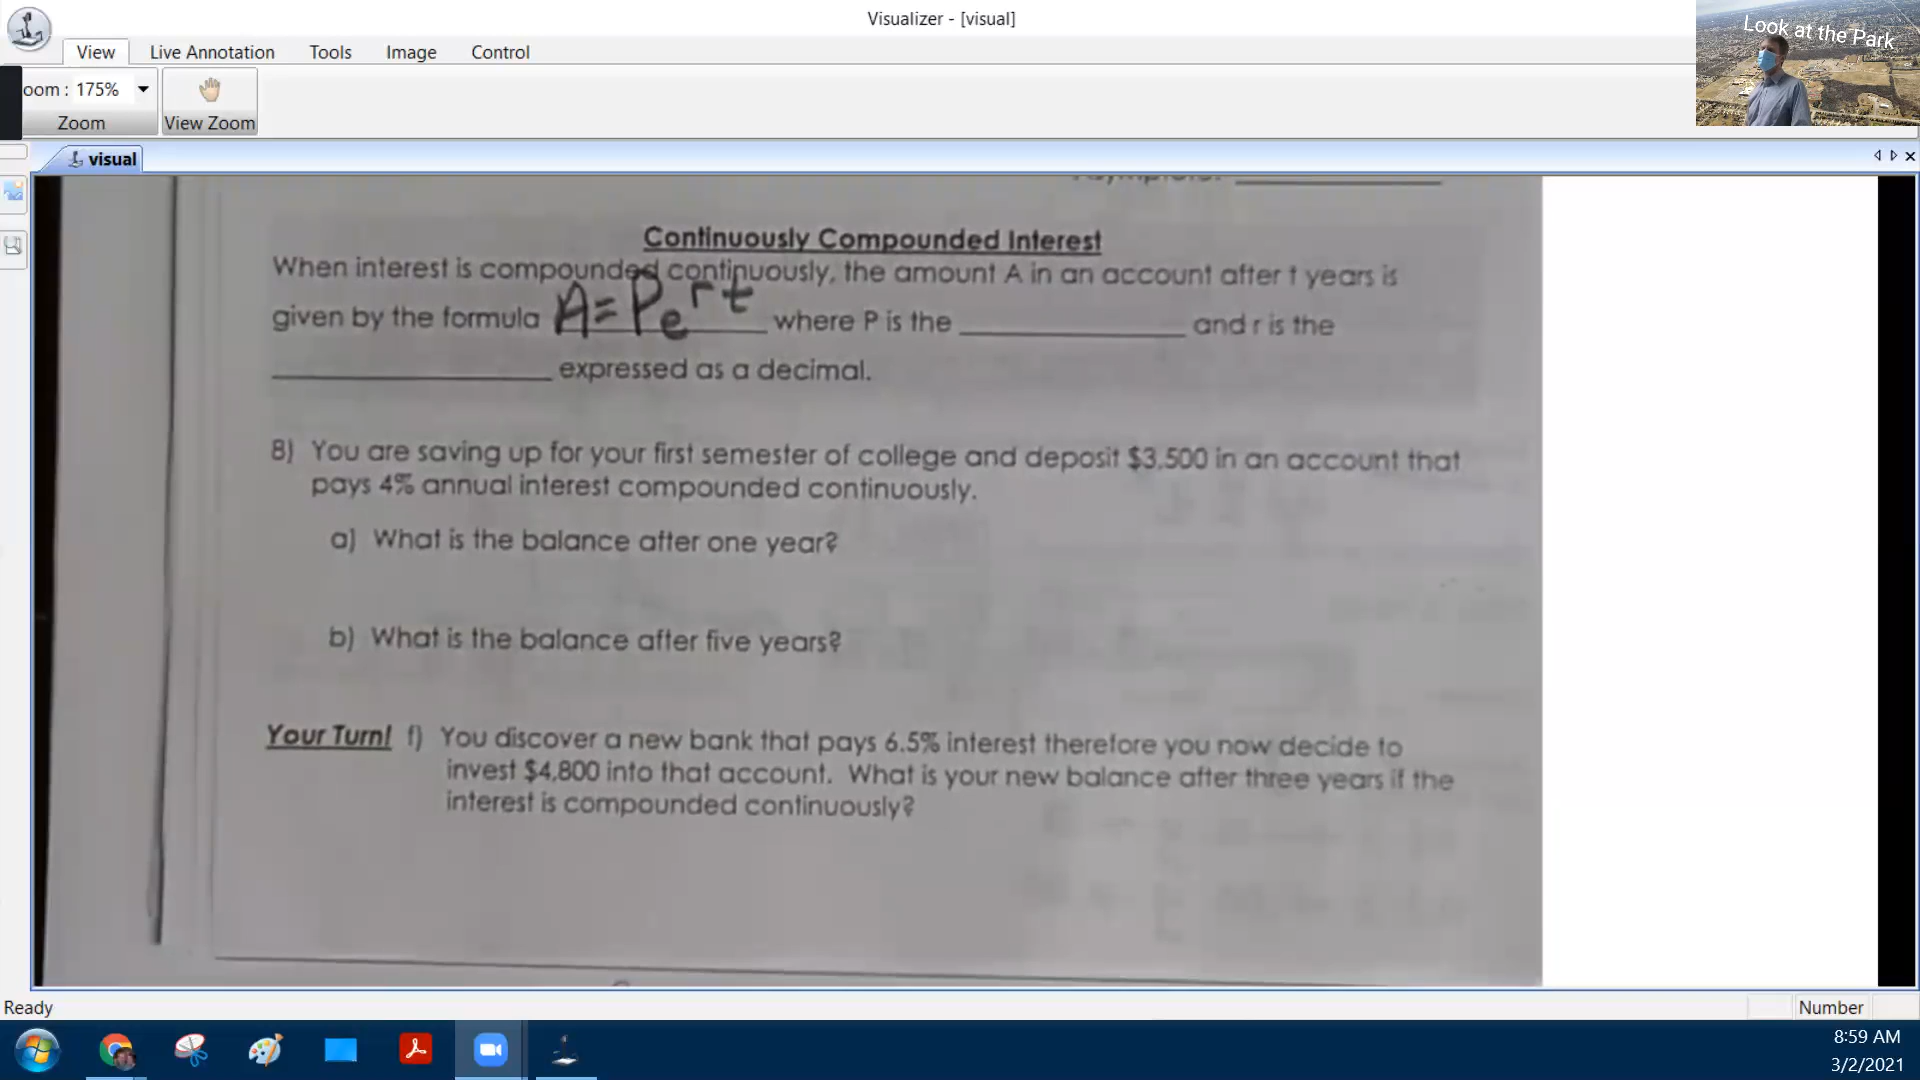 Visualizer - [visual]
Look at the Park
View Live Annotation Tools Image Control
oom : 175%
Zoom View Zoom
visual
Continuously Compounded Interest
When interest is compounded continuously, the amount A in an account after t years is
given by the formula A=Pe^rt where P is the ____________ and r is the
____________ expressed as a decimal.
8) You are saving up for your first semester of college and deposit $3,500 in an account that
pays 4% annual interest compounded continuously.
a) What is the balance after one year?
b) What is the balance after five years?
Your Turn! f) You discover a new bank that pays 6.5% interest therefore you now decide to
invest $4,800 into that account. What is your new balance after three years if the
interest is compounded continuously?
Ready Number
8:59 AM
3/2/2021